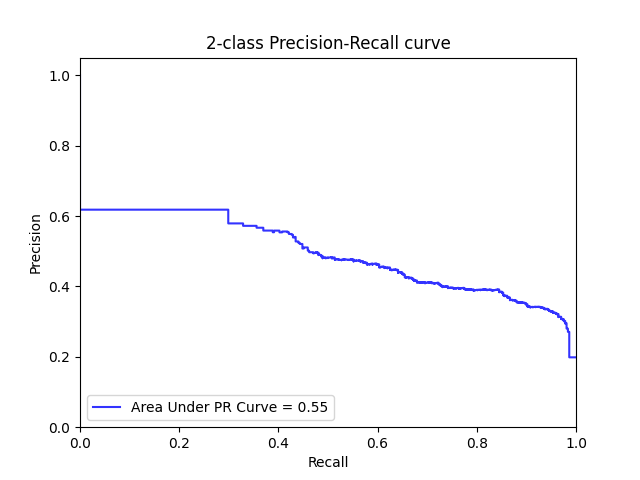 2-class Precision-Recall curve
1.0
0.8
0.6
0.4
0.2
0.0
Precision
Area Under PR Curve = 0.55
0.0 0.2 0.4 0.6 0.8 1.0
Recall